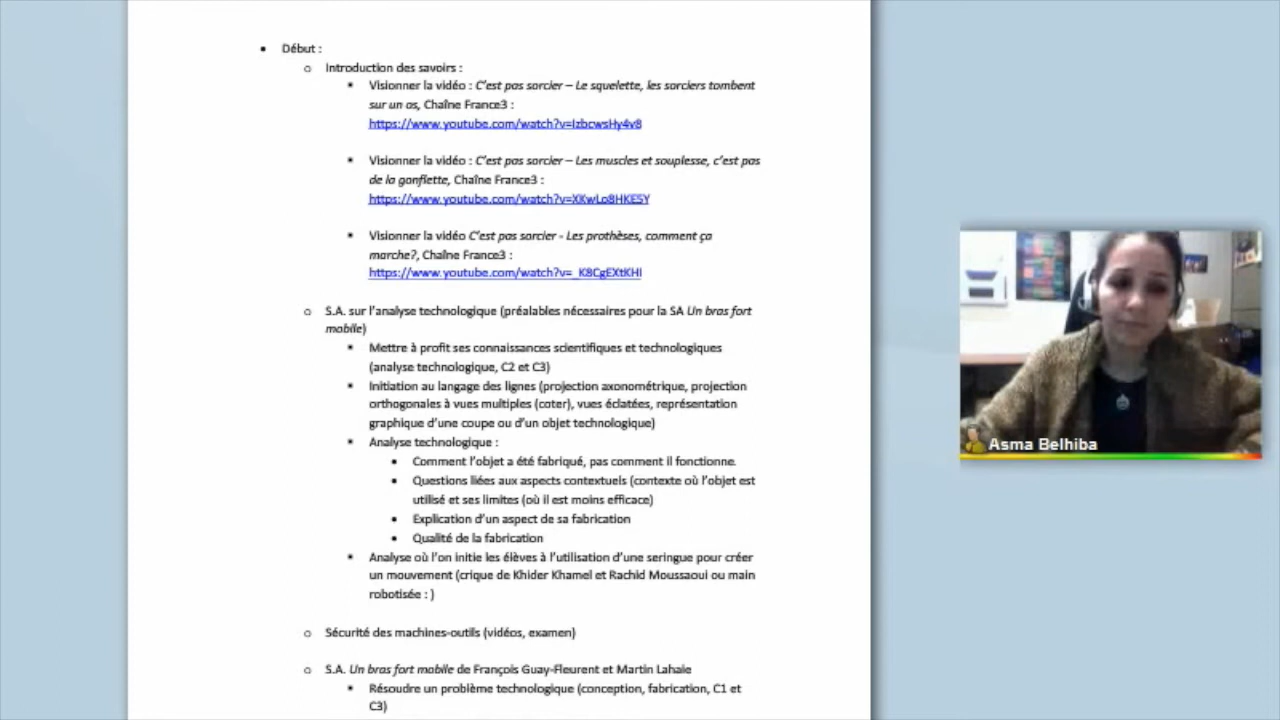 • Début :
o Introduction des savoirs :
▪ Visionner la vidéo : C'est pas sorcier – Le squelette, les sorciers tombent
sur un os, Chaîne France3 :
https://www.youtube.com/watch?v=IzbcwsHy4v8
▪ Visionner la vidéo : C'est pas sorcier – Les muscles et souplesse, c'est pas
de la gonflette, Chaîne France3 :
https://www.youtube.com/watch?v=XKwLo8HKE5Y
▪ Visionner la vidéo C'est pas sorcier - Les prothèses, comment ça
marche?, Chaîne France3 :
https://www.youtube.com/watch?v=_K8CgEXtKHI
o S.A. sur l'analyse technologique (préalables nécessaires pour la SA Un bras fort
mobile)
▪ Mettre à profit ses connaissances scientifiques et technologiques
(analyse technologique, C2 et C3)
▪ Initiation au langage des lignes (projection axonométrique, projection
orthogonales à vues multiples (coter), vues éclatées, représentation
graphique d'une coupe ou d'un objet technologique)
▪ Analyse technologique :
• Comment l'objet a été fabriqué, pas comment il fonctionne.
• Questions liées aux aspects contextuels (contexte où l'objet est
utilisé et ses limites (où il est moins efficace)
• Explication d'un aspect de sa fabrication
• Qualité de la fabrication
▪ Analyse où l'on initie les élèves à l'utilisation d'une seringue pour créer
un mouvement (crique de Khider Khamel et Rachid Moussaoui ou main
robotisée : )
o Sécurité des machines-outils (vidéos, examen)
o S.A. Un bras fort mobile de François Guay-Fleurent et Martin Lahaie
▪ Résoudre un problème technologique (conception, fabrication, C1 et
C3)
Asma Belhiba